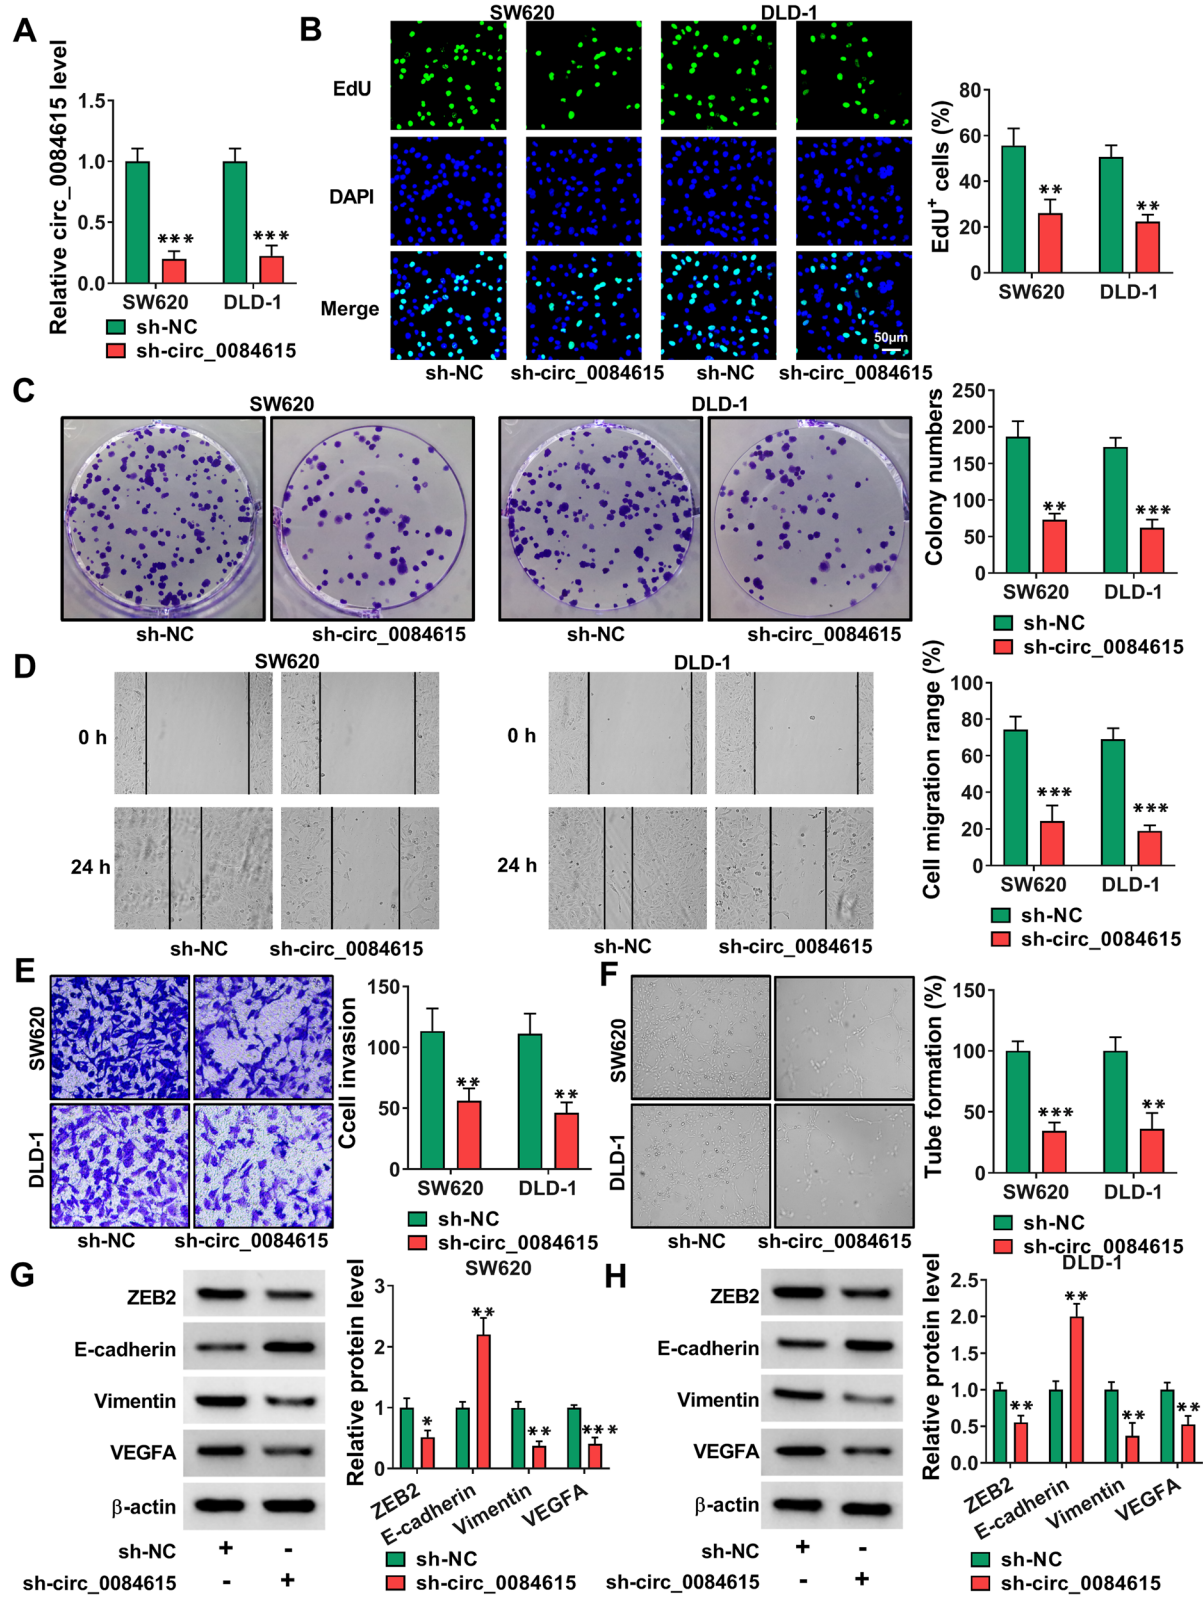 A
Relative circ_0084615 level
1.5
1.0
0.5
0.0
***
***
SW620
DLD-1
sh-NC
sh-circ_0084615
B
SW620
DLD-1
EdU
DAPI
Merge
50μm
sh-NC
sh-circ_0084615
sh-NC
sh-circ_0084615
EdU+ cells (%)
80
60
40
20
0
**
**
SW620
DLD-1
C
SW620
DLD-1
sh-NC
sh-circ_0084615
sh-NC
sh-circ_0084615
Colony numbers
250
200
150
100
50
0
**
***
SW620
DLD-1
sh-NC
sh-circ_0084615
D
SW620
DLD-1
0 h
0 h
24 h
24 h
sh-NC
sh-circ_0084615
sh-NC
sh-circ_0084615
Cell migration range (%)
100
80
60
40
20
0
***
***
SW620
DLD-1
sh-NC
sh-circ_0084615
E
SW620
DLD-1
sh-NC
sh-circ_0084615
Ccell invasion
150
100
50
0
**
**
SW620
DLD-1
sh-NC
sh-circ_0084615
F
SW620
DLD-1
sh-NC
sh-circ_0084615
Tube formation (%)
150
100
50
0
***
**
SW620
DLD-1
sh-NC
sh-circ_0084615
G
ZEB2
E-cadherin
Vimentin
VEGFA
β-actin
sh-NC + -
sh-circ_0084615 - +
SW620
Relative protein level
3
2
1
0
*
**
**
***
ZEB2
E-cadherin
Vimentin
VEGFA
sh-NC
sh-circ_0084615
H
ZEB2
E-cadherin
Vimentin
VEGFA
β-actin
sh-NC + -
sh-circ_0084615 - +
DLD-1
Relative protein level
2.5
2.0
1.5
1.0
0.5
0.0
**
**
**
**
ZEB2
E-cadherin
Vimentin
VEGFA
sh-NC
sh-circ_0084615